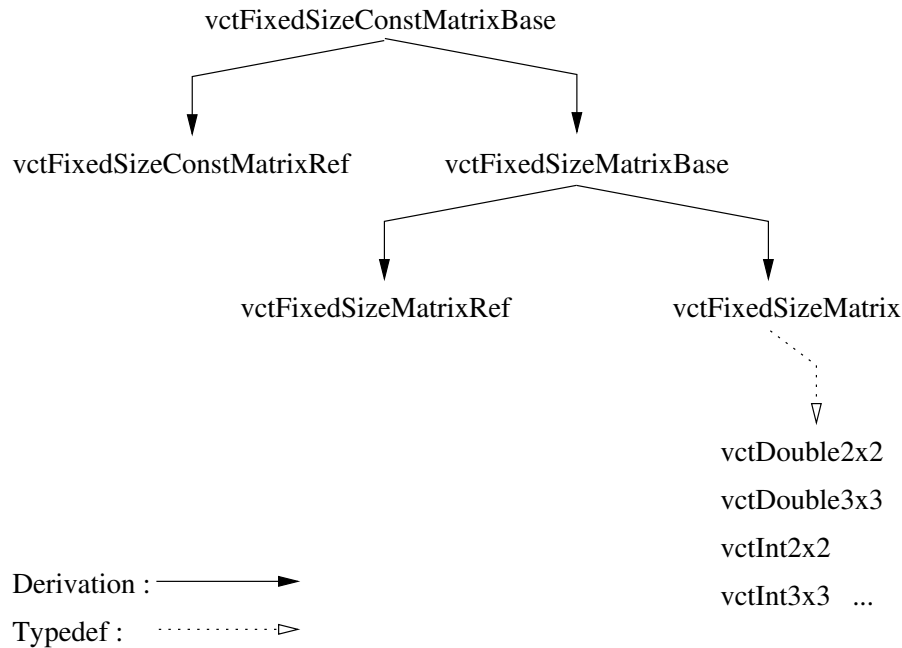 vctFixedSizeConstMatrixBase
vctFixedSizeConstMatrixRef
vctFixedSizeMatrixBase
vctFixedSizeMatrixRef
vctFixedSizeMatrix
vctDouble2x2
vctDouble3x3
vctInt2x2
vctInt3x3 ...
Derivation :
Typedef :